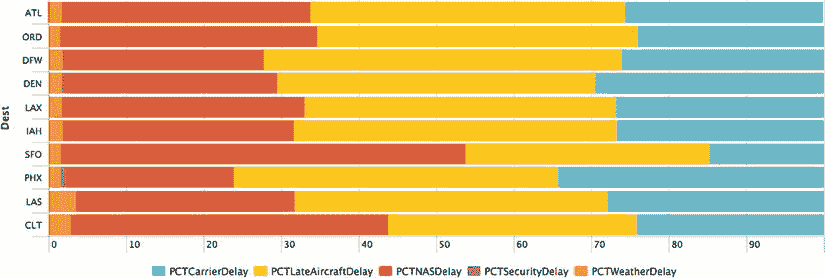 Dest
ATL
ORD
DFW
DEN
LAX
IAH
SFO
PHX
LAS
CLT
0 10 20 30 40 50 60 70 80 90
PCTCarrierDelay PCTLateAircraftDelay PCTNASDelay PCTSecurityDelay PCTWeatherDelay